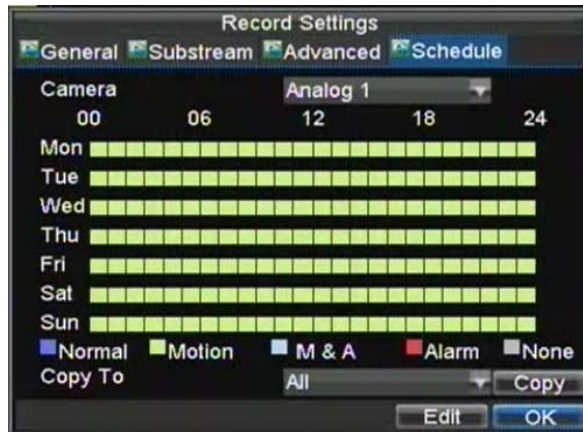 Record Settings
General Substream Advanced Schedule
Camera Analog 1
00 06 12 18 24
Mon
Tue
Wed
Thu
Fri
Sat
Sun
Normal Motion M & A Alarm None
Copy To All Copy
Edit OK